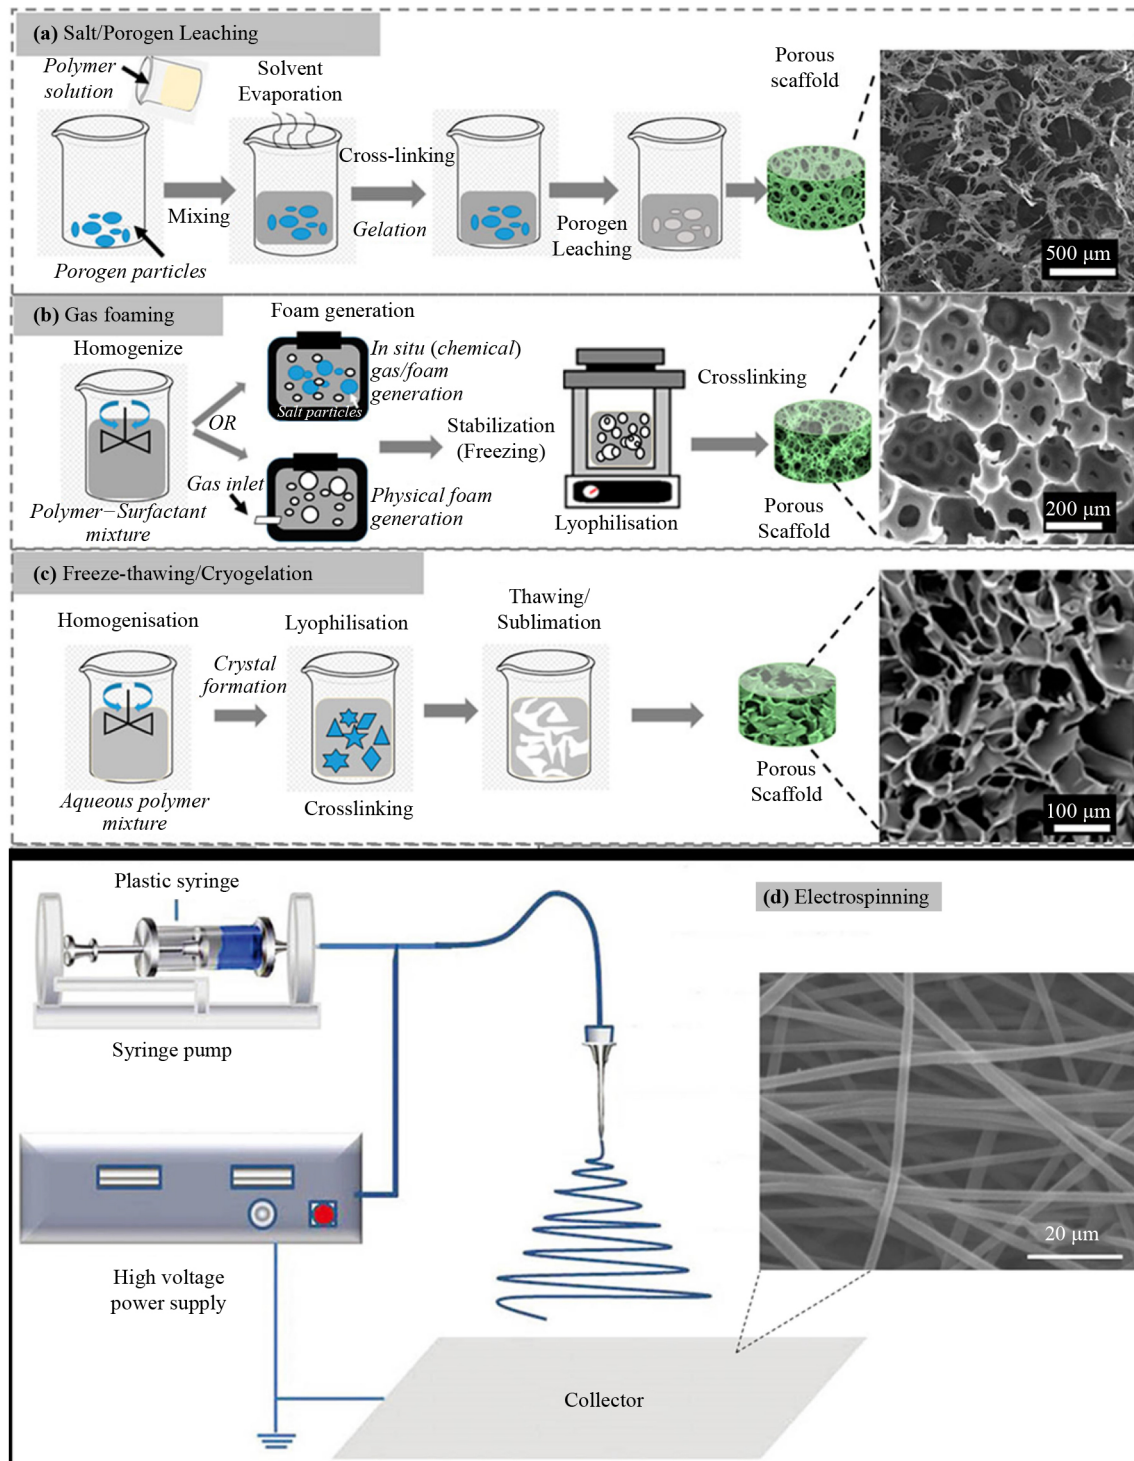 (a) Salt/Porogen Leaching
Polymer
solution
Solvent
Evaporation
Porous
scaffold
Cross-linking
Mixing
Gelation
Porogen
Leaching
Porogen particles
500 µm
(b) Gas foaming
Foam generation
Homogenize
In situ (chemical)
gas/foam
generation
Salt particles
OR
Crosslinking
Stabilization
(Freezing)
Gas inlet
Physical foam
generation
Polymer−Surfactant
mixture
Lyophilisation
Porous
Scaffold
200 µm
(c) Freeze-thawing/Cryogelation
Homogenisation
Lyophilisation
Thawing/
Sublimation
Crystal
formation
Aqueous polymer
mixture
Crosslinking
Porous
Scaffold
100 µm
Plastic syringe
(d) Electrospinning
Syringe pump
20 µm
High voltage
power supply
Collector